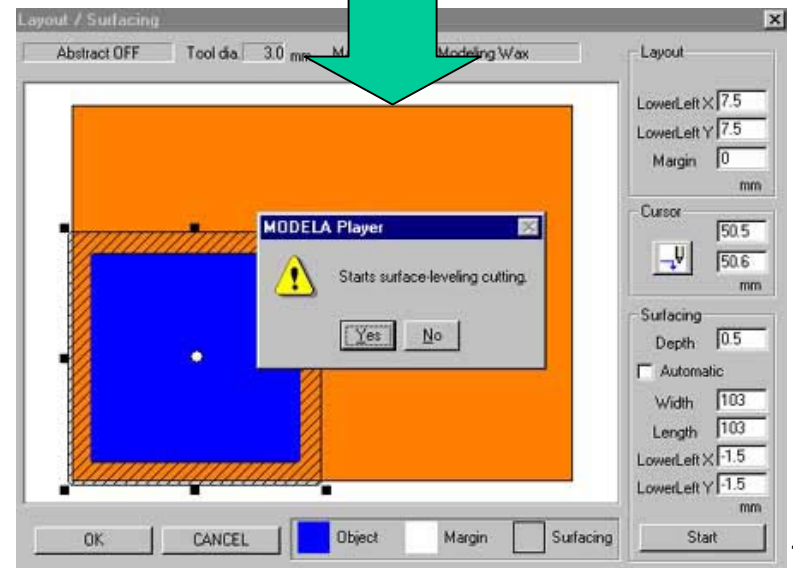 Layout / Surfacing
Abstract OFF Tool dia. 3.0 mm Modeling Wax
Layout
LowerLeft X 7.5
LowerLeft Y 7.5
Margin 0
mm
Cursor
50.5
50.6
mm
MODELA Player
Starts surface-leveling cutting.
Yes No
Surfacing
Depth 0.5
Automatic
Width 103
Length 103
LowerLeft X -1.5
LowerLeft Y -1.5
mm
OK CANCEL Object Margin Surfacing Start